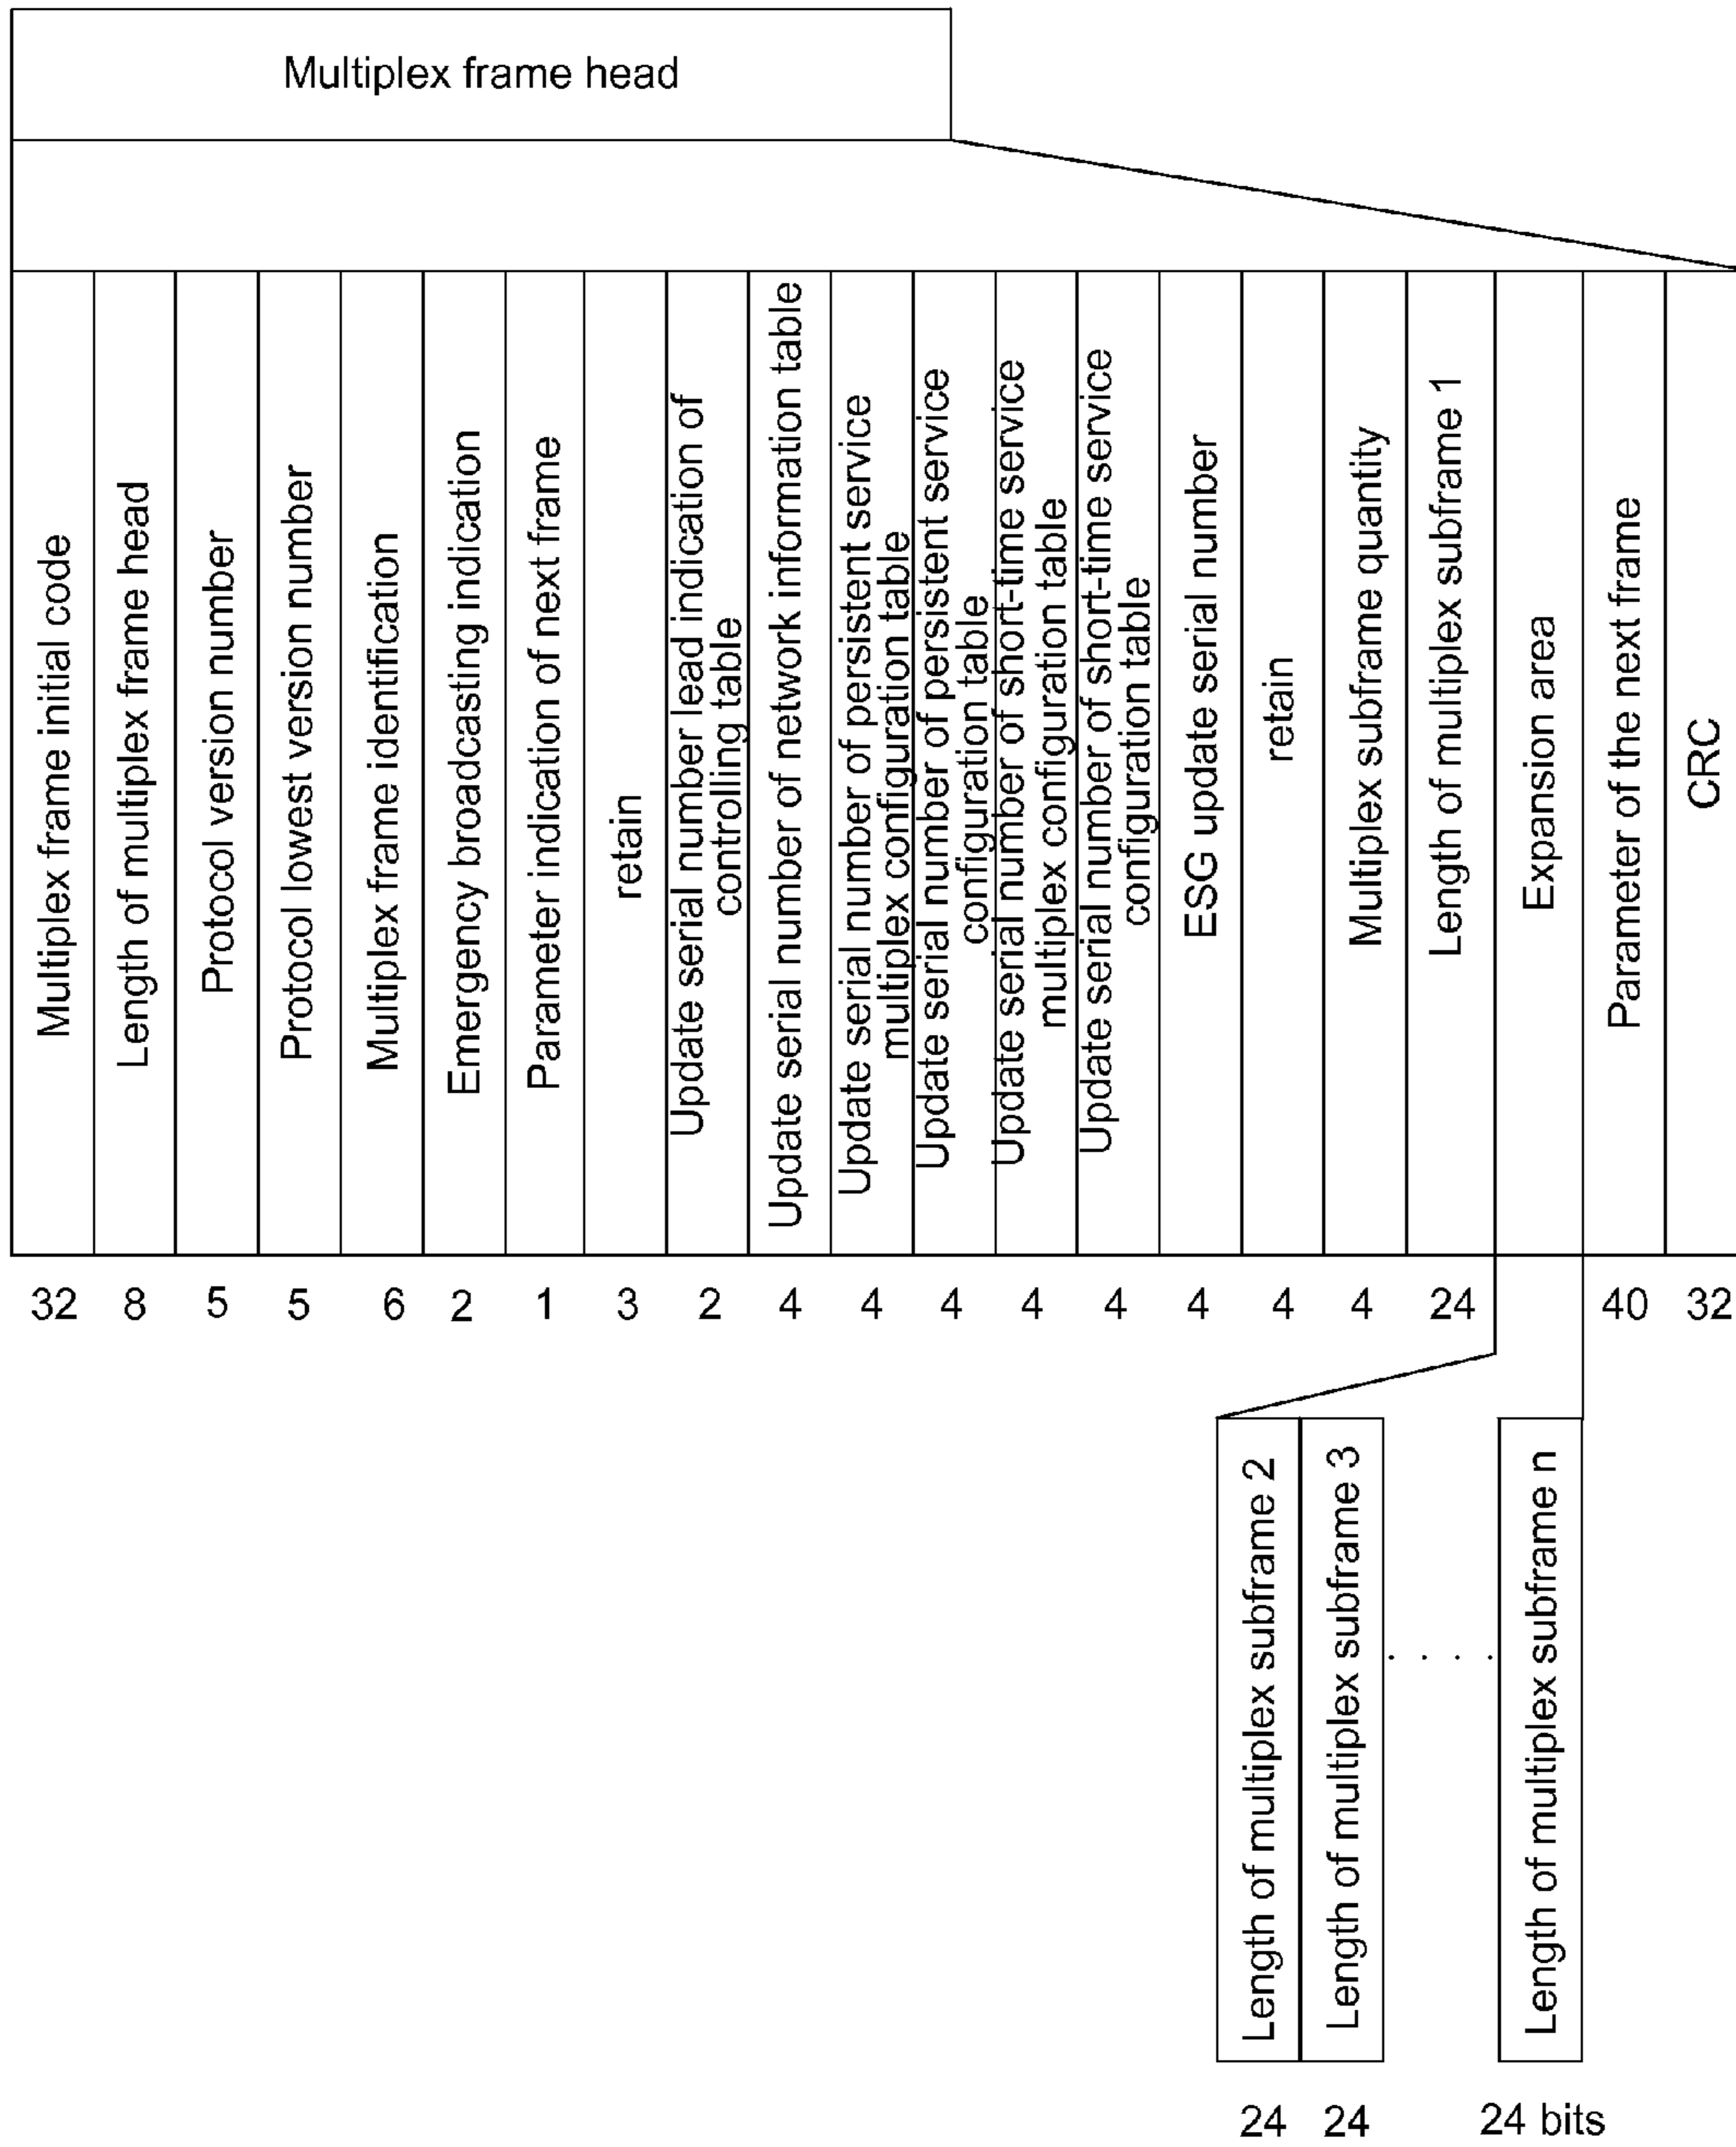 Multiplex frame head
Multiplex frame initial code
Length of multiplex frame head
Protocol version number
Protocol lowest version number
Multiplex frame identification
Emergency broadcasting indication
Parameter indication of next frame
retain
Update serial number lead indication of
controlling table
Update serial number of network information table
Update serial number of persistent service
multiplex configuration table
Update serial number of persistent service
configuration table
Update serial number of short-time service
multiplex configuration table
Update serial number of short-time service
configuration table
ESG update serial number
retain
Multiplex subframe quantity
Length of multiplex subframe 1
Expansion area
Parameter of the next frame
CRC
32 8 5 5 6 2 1 3 2 4 4 4 4 4 4 4 4 24 40 32
Length of multiplex subframe 2
Length of multiplex subframe 3
. . . .
Length of multiplex subframe n
24 24 24 bits